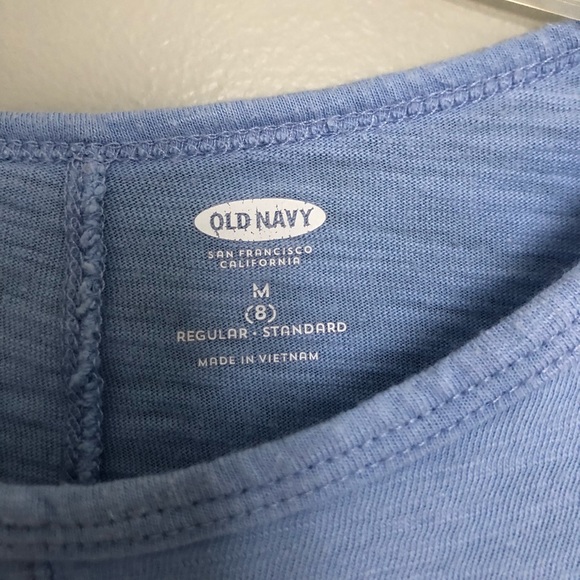 OLD NAVY
SAN FRANCISCO
CALIFORNIA
M
(8)
REGULAR • STANDARD
MADE IN VIETNAM